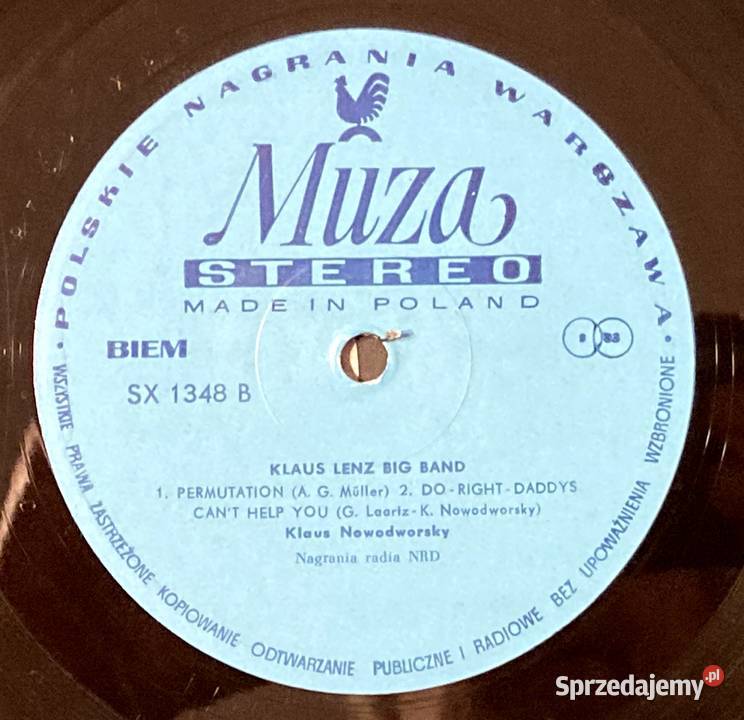 • POLSKIE NAGRANIA WARSZAWA •
Muza
STEREO
MADE IN POLAND
BIEM
SX 1348 B
S 33
KLAUS LENZ BIG BAND
1. PERMUTATION (A. G. Müller) 2. DO-RIGHT-DADDYS
CAN'T HELP YOU (G. Laartz-K. Nowodworsky)
Klaus Nowodworsky
Nagrania radia NRD
WSZYSTKIE PRAWA ZASTRZEŻONE KOPIOWANIE ODTWARZANIE PUBLICZNE I RADIOWE BEZ UPOWAŻNIENIA WZBRONIONE
Sprzedajemy.pl